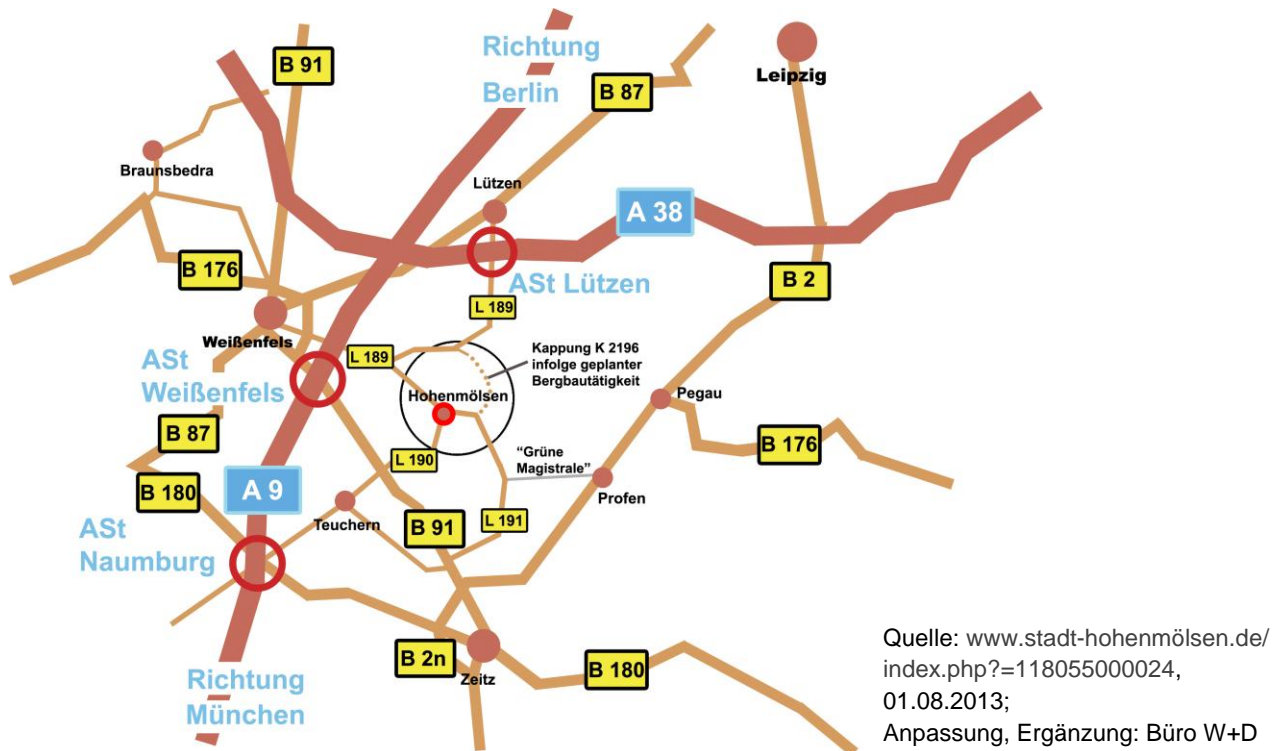 B 91
Richtung
Berlin
B 87
Leipzig
Braunsbedra
Lützen
A 38
B 176
ASt Lützen
B 2
L 189
Weißenfels
ASt
Weißenfels
L 189
Kappung K 2196
infolge geplanter
Bergbautätigkeit
Hohenmölsen
Pegau
B 87
B 176
L 190
"Grüne
Magistrale"
B 180
A 9
Profen
Teuchern
B 91
L 191
ASt
Naumburg
B 2n
Zeitz
B 180
Richtung
München
Quelle: www.stadt-hohenmölsen.de/
index.php?=118055000024,
01.08.2013;
Anpassung, Ergänzung: Büro W+D